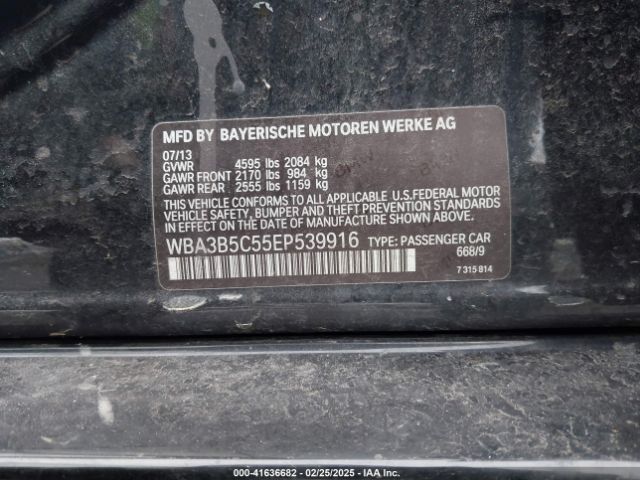 MFD BY BAYERISCHE MOTOREN WERKE AG
07/13
GVWR 4595 lbs 2084 kg
GAWR FRONT 2170 lbs 984 kg
GAWR REAR 2555 lbs 1159 kg
THIS VEHICLE CONFORMS TO ALL APPLICABLE U.S.FEDERAL MOTOR
VEHICLE SAFETY, BUMPER, AND THEFT PREVENTION STANDARDS
IN EFFECT ON THE DATE OF MANUFACTURE SHOWN ABOVE.
WBA3B5C55EP539916 TYPE: PASSENGER CAR
668/9
7 315 814
000-41636682 / 02/25/2025 - IAA Inc.